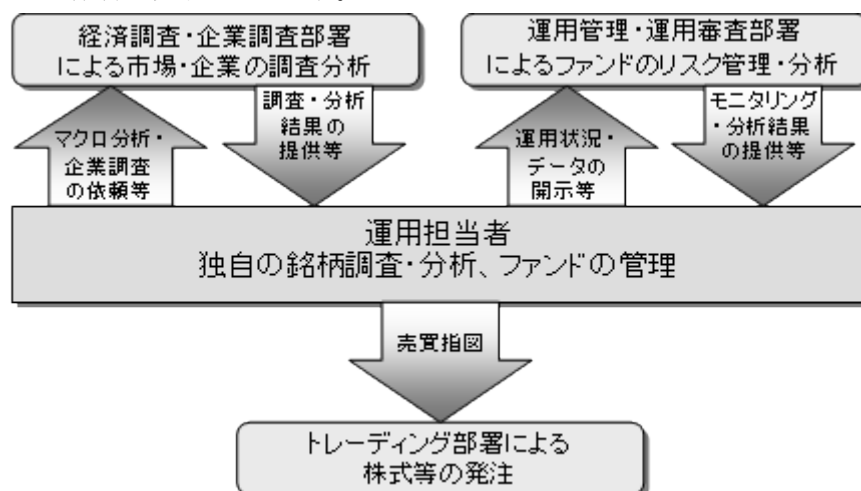 経済調査・企業調査部署
による市場・企業の調査分析
運用管理・運用審査部署
によるファンドのリスク管理・分析
マクロ分析・
企業調査
の依頼等
調査・分析
結果の
提供等
運用状況・
データの
開示等
モニタリング
・分析結果
の提供等
運用担当者
独自の銘柄調査・分析、ファンドの管理
売買指図
トレーディング部署による
株式等の発注